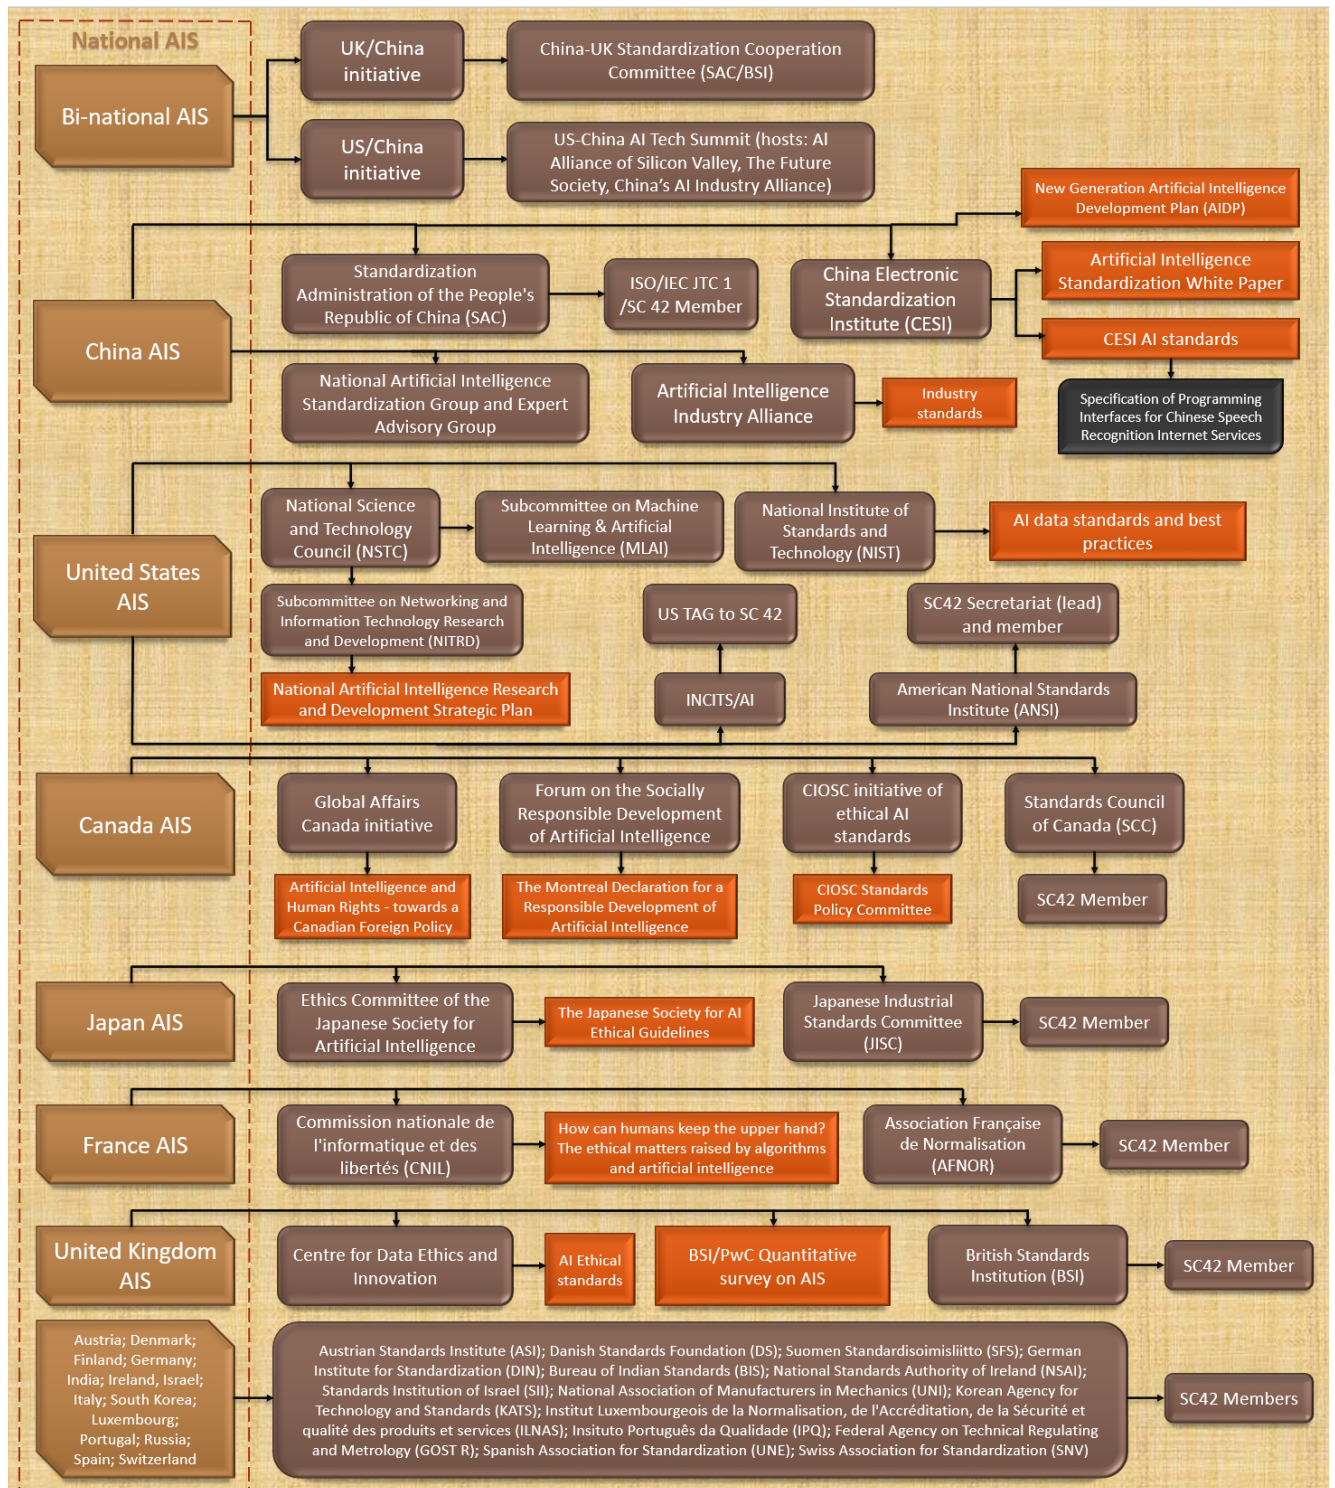 National AIS
Bi-national AIS
UK/China
initiative
China-UK Standardization Cooperation
Committee (SAC/BSI)
US/China
initiative
US-China AI Tech Summit (hosts: AI
Alliance of Silicon Valley, The Future
Society, China's AI Industry Alliance)
New Generation Artificial Intelligence
Development Plan (AIDP)
China AIS
Standardization
Administration of the People's
Republic of China (SAC)
ISO/IEC JTC 1
/SC 42 Member
China Electronic
Standardization
Institute (CESI)
Artificial Intelligence
Standardization White Paper
CESI AI standards
Specification of Programming
Interfaces for Chinese Speech
Recognition Internet Services
National Artificial Intelligence
Standardization Group and Expert
Advisory Group
Artificial Intelligence
Industry Alliance
Industry
standards
United States
AIS
National Science
and Technology
Council (NSTC)
Subcommittee on Machine
Learning & Artificial
Intelligence (MLAI)
National Institute of
Standards and
Technology (NIST)
AI data standards and best
practices
Subcommittee on Networking and
Information Technology Research
and Development (NITRD)
National Artificial Intelligence Research
and Development Strategic Plan
US TAG to SC 42
INCITS/AI
SC42 Secretariat (lead)
and member
American National Standards
Institute (ANSI)
Canada AIS
Global Affairs
Canada initiative
Forum on the Socially
Responsible Development
of Artificial Intelligence
CIOSC initiative of
ethical AI
standards
Standards Council
of Canada (SCC)
Artificial Intelligence and
Human Rights - towards a
Canadian Foreign Policy
The Montreal Declaration for a
Responsible Development of
Artificial Intelligence
CIOSC Standards
Policy Committee
SC42 Member
Japan AIS
Ethics Committee of the
Japanese Society for
Artificial Intelligence
The Japanese Society for AI
Ethical Guidelines
Japanese Industrial
Standards Committee
(JISC)
SC42 Member
France AIS
Commission nationale de
l'informatique et des
libertés (CNIL)
How can humans keep the upper hand?
The ethical matters raised by algorithms
and artificial intelligence
Association Française
de Normalisation
(AFNOR)
SC42 Member
United Kingdom
AIS
Centre for Data Ethics and
Innovation
AI Ethical
standards
BSI/PwC Quantitative
survey on AIS
British Standards
Institution (BSI)
SC42 Member
Austria; Denmark;
Finland; Germany;
India; Ireland, Israel;
Italy; South Korea;
Luxembourg;
Portugal; Russia;
Spain; Switzerland
Austrian Standards Institute (ASI); Danish Standards Foundation (DS); Suomen Standardisoimisliitto (SFS); German
Institute for Standardization (DIN); Bureau of Indian Standards (BIS); National Standards Authority of Ireland (NSAI);
Standards Institution of Israel (SII); National Association of Manufacturers in Mechanics (UNI); Korean Agency for
Technology and Standards (KATS); Institut Luxembourgeois de la Normalisation, de l'Accréditation, de la Sécurité et
qualité des produits et services (ILNAS); Insituto Português da Qualidade (IPQ); Federal Agency on Technical Regulating
and Metrology (GOST R); Spanish Association for Standardization (UNE); Swiss Association for Standardization (SNV)
SC42 Members